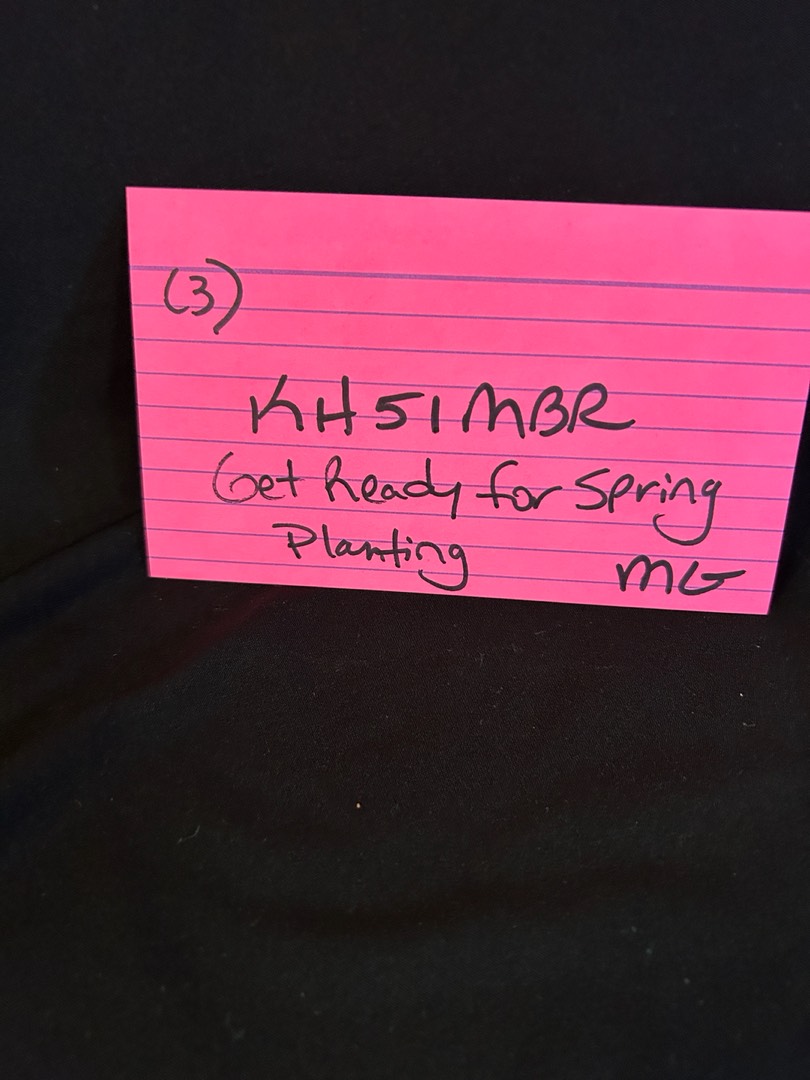 (3)
KH51MBR
Get Ready for Spring
Planting
MG